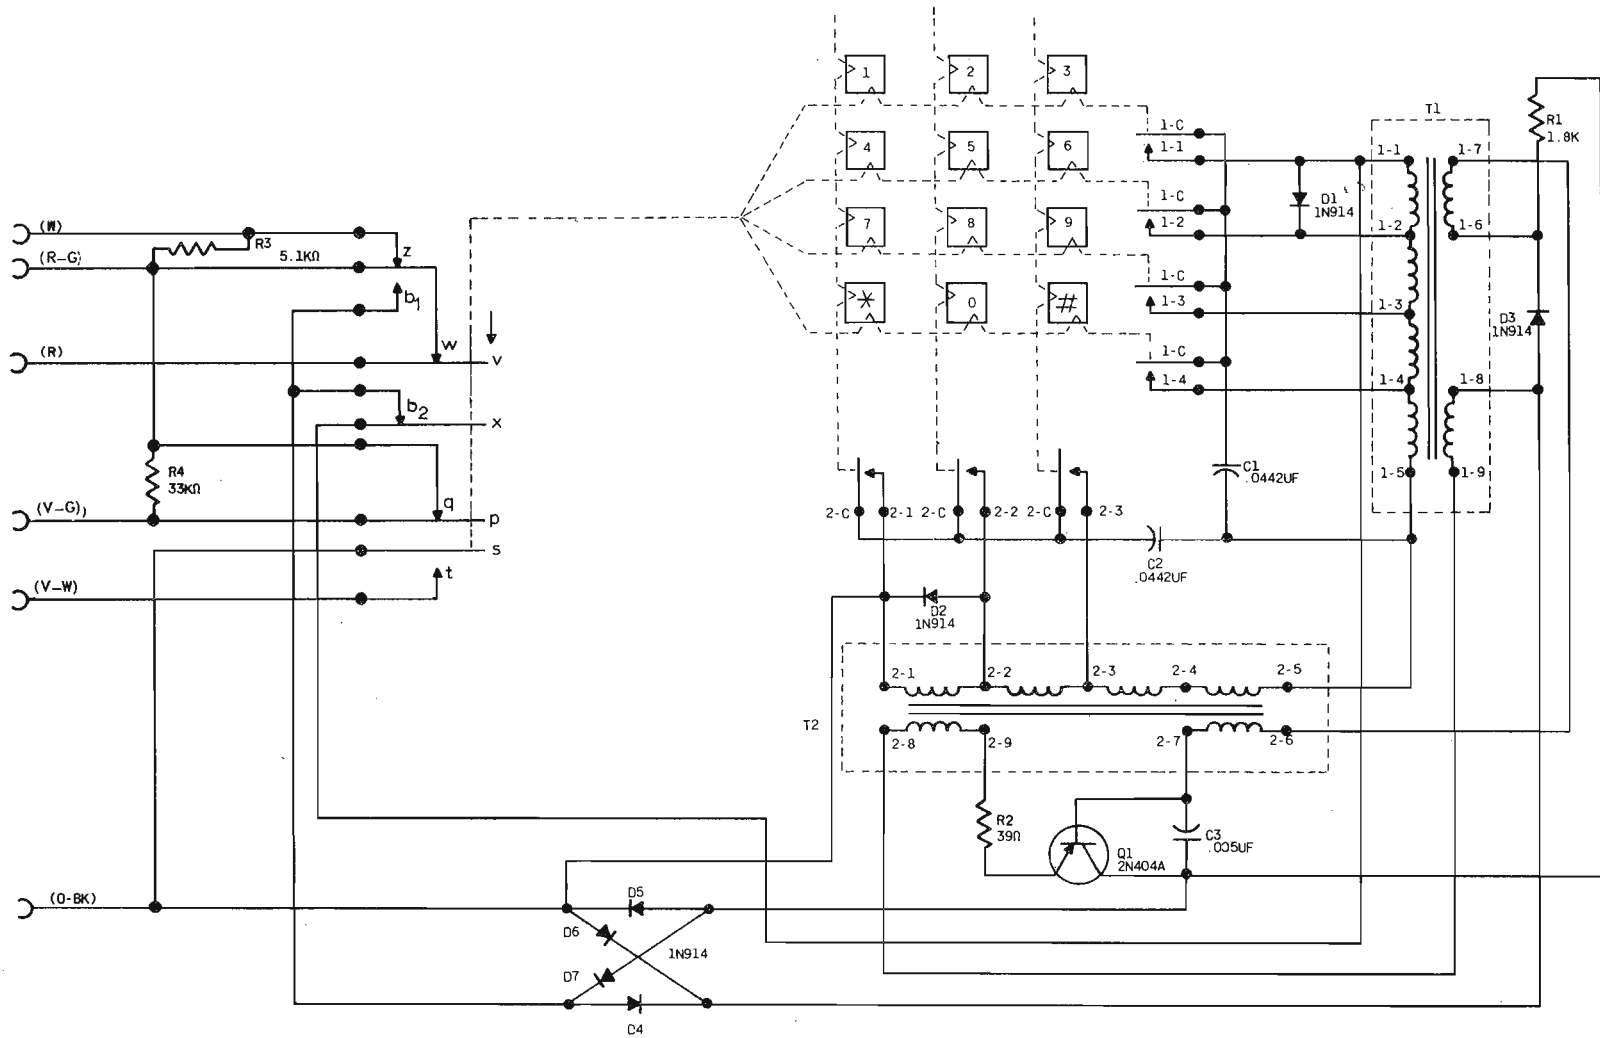 1 2 3
4 5 6
7 8 9
* 0 #
(W)
R3
5.1KΩ
(R-G)
z
b1
w
(R)
v
b2
x
R4
33KΩ
q
(V-G))
p
s
t
(V-W)
(O-BK)
1-C
1-1
1-C
1-2
1-C
1-3
1-C
1-4
D1
1N914
T1
1-1
1-7
1-2
1-6
1-3
1-4
1-8
1-5
1-9
R1
1.8K
D3
1N914
C1
.0442UF
2-C
2-1
2-C
2-2
2-C
2-3
C2
.0442UF
D2
1N914
T2
2-1
2-2
2-3
2-4
2-5
2-8
2-9
2-7
2-6
R2
39Ω
Q1
2N404A
C3
.005UF
D5
D6
1N914
D7
D4